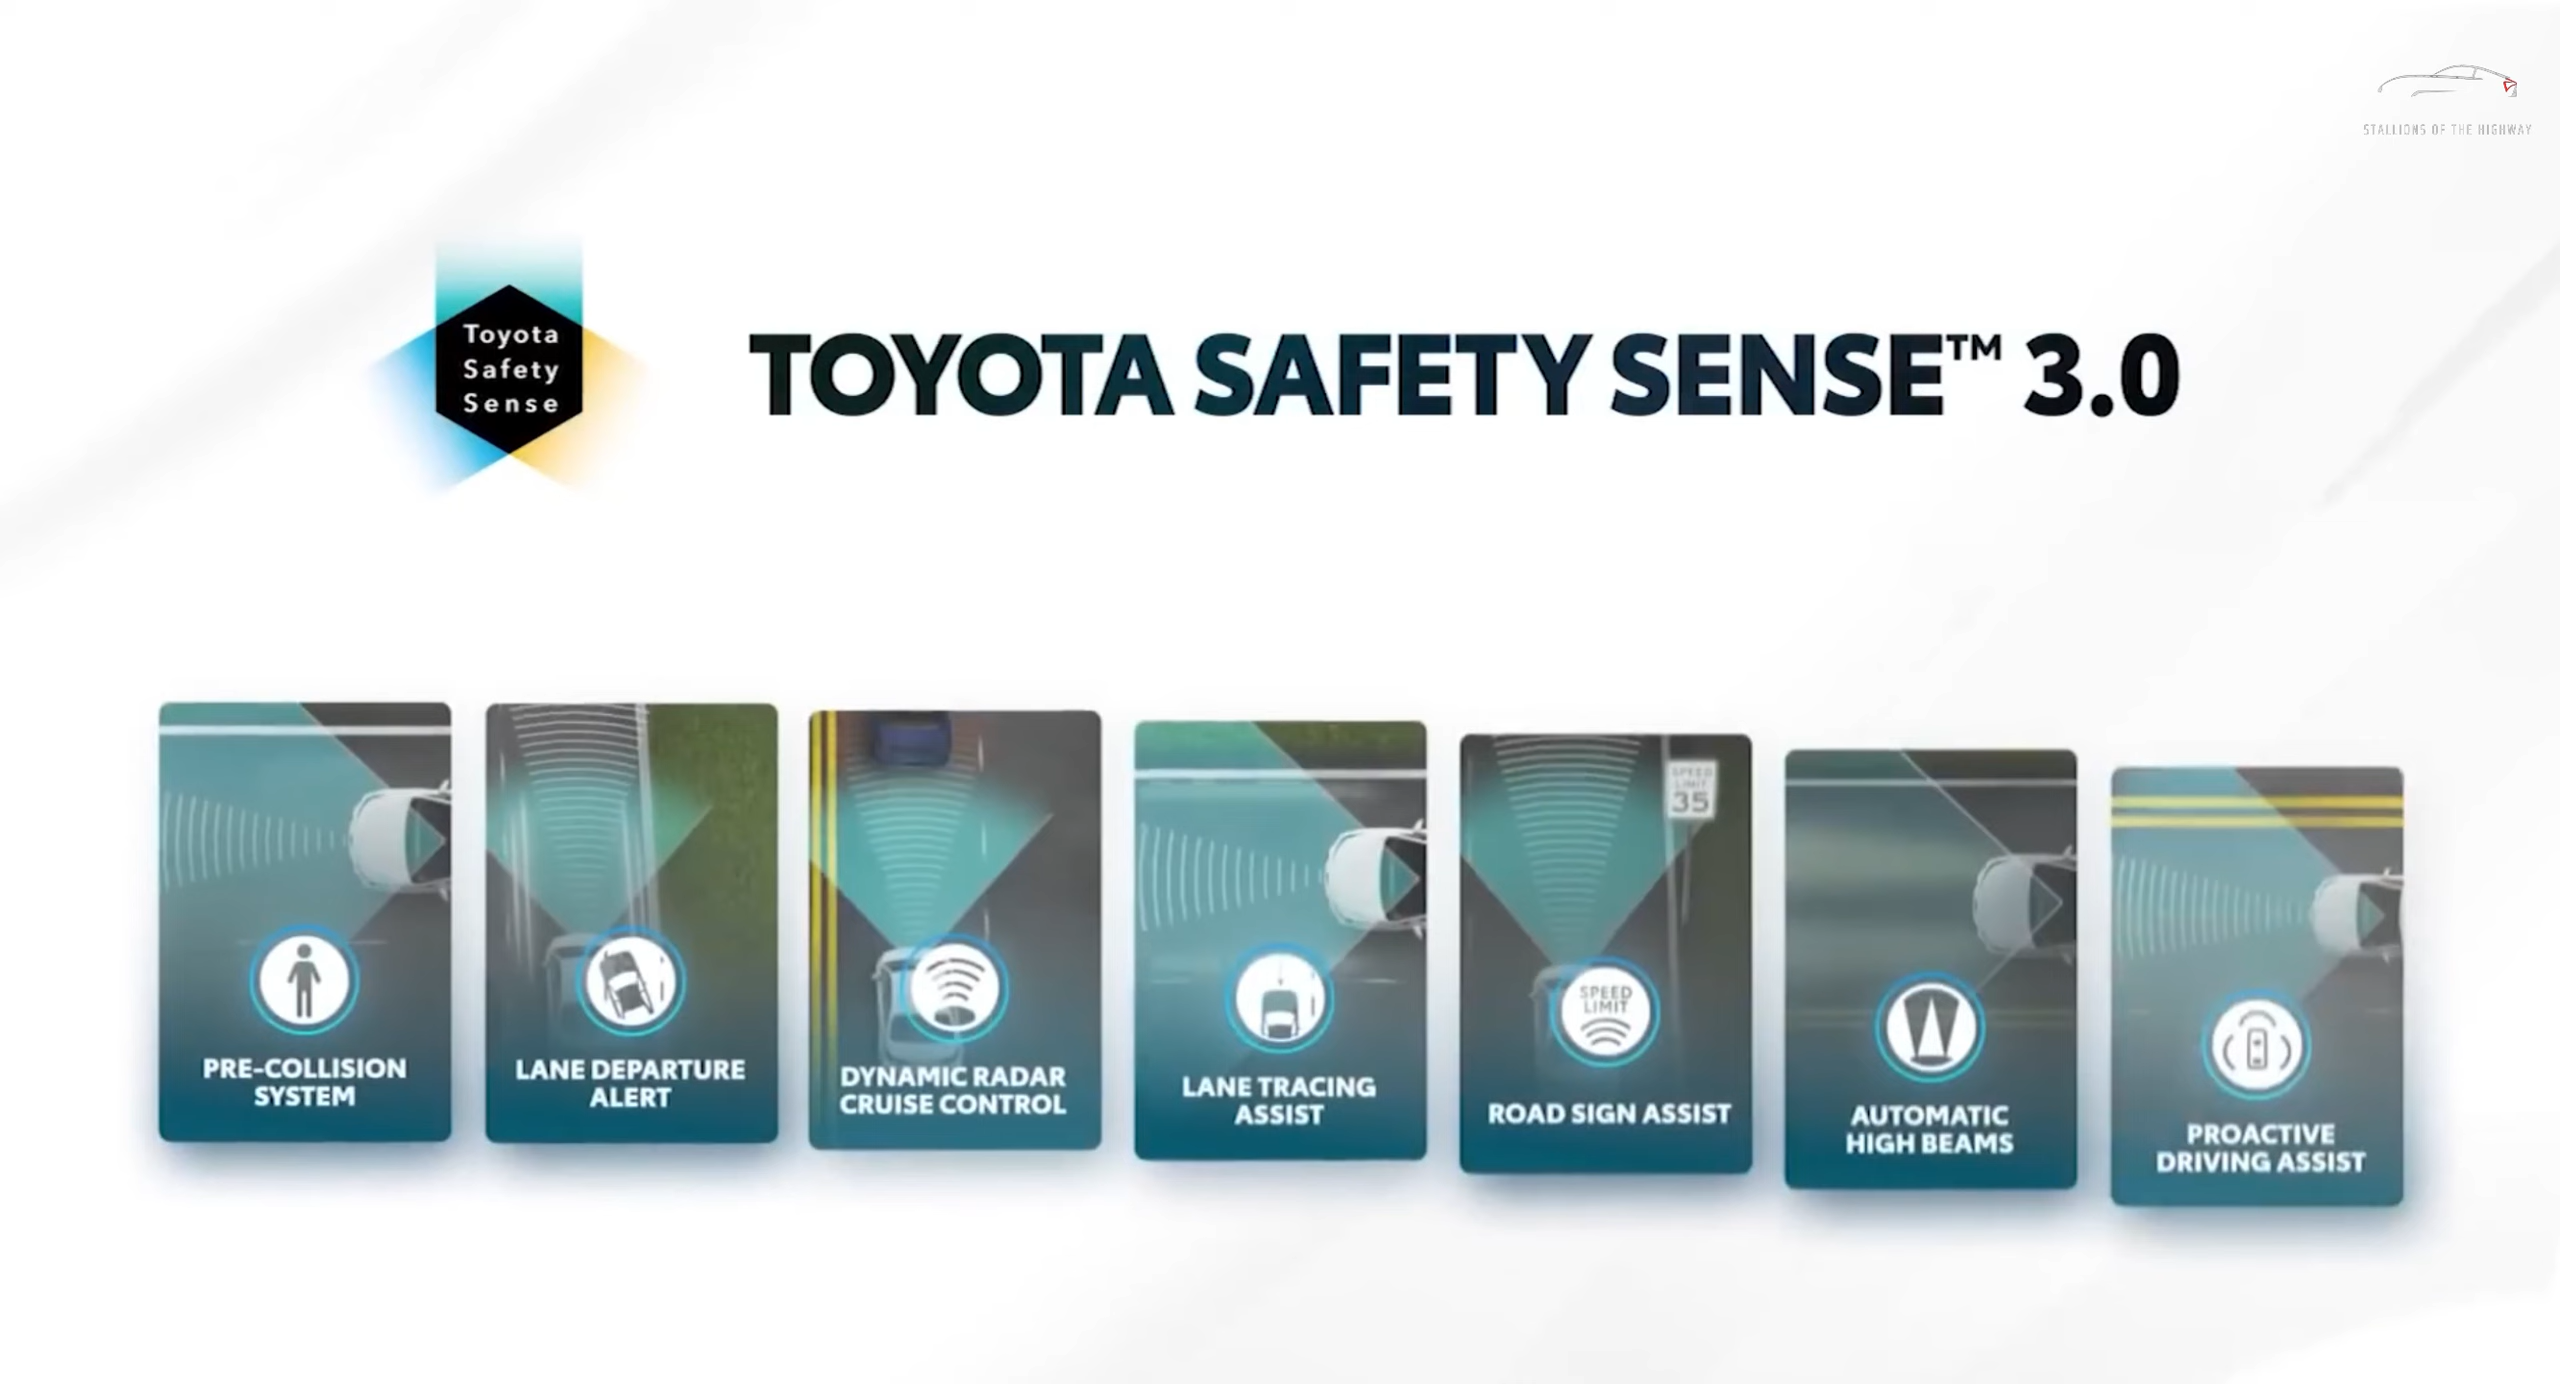 STALLIONS OF THE HIGHWAY
Toyota
Safety
Sense
TOYOTA SAFETY SENSE™ 3.0
PRE-COLLISION
SYSTEM
LANE DEPARTURE
ALERT
DYNAMIC RADAR
CRUISE CONTROL
LANE TRACING
ASSIST
SPEED
LIMIT
35
SPEED
LIMIT
ROAD SIGN ASSIST
AUTOMATIC
HIGH BEAMS
PROACTIVE
DRIVING ASSIST